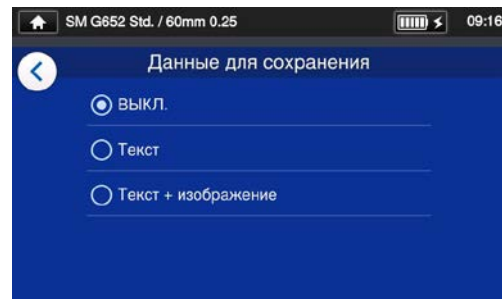 SM G652 Std. / 60mm 0.25 09:16
Данные для сохранения
ВЫКЛ.
Текст
Текст + изображение